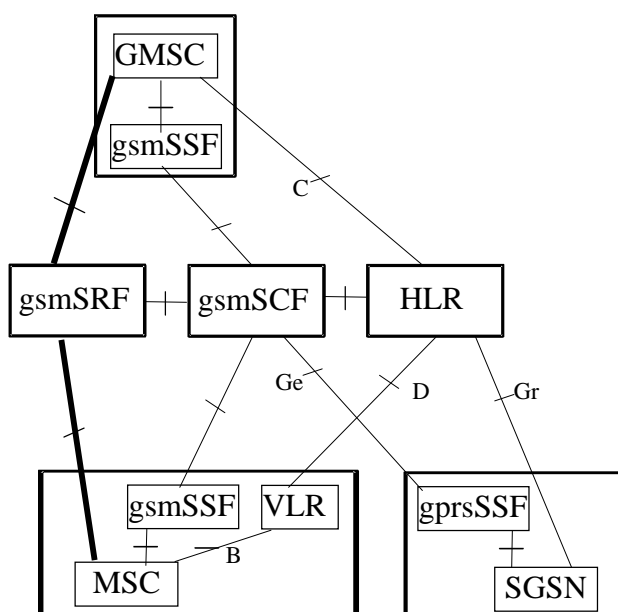 GMSC
gsmSSF
C
gsmSRF
gsmSCF
HLR
Ge
D
Gr
gsmSSF
VLR
gprsSSF
B
MSC
SGSN